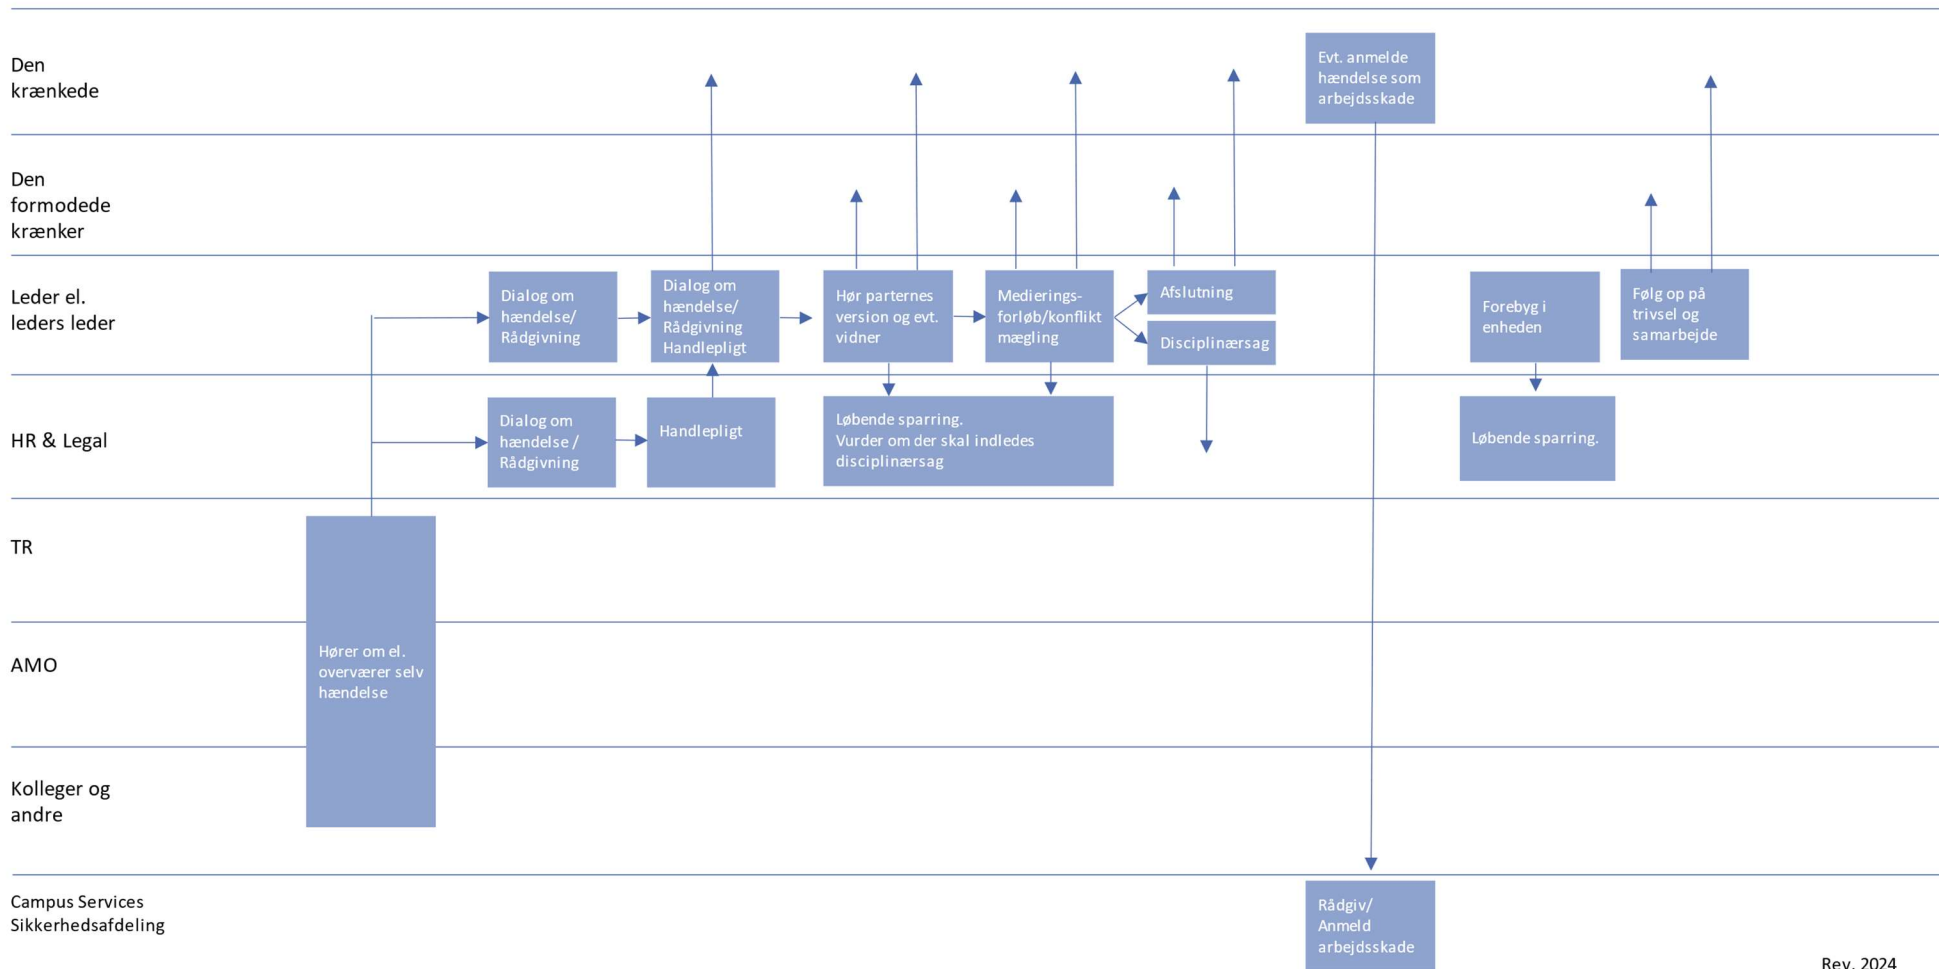 Den
krænkede
Evt. anmelde
hændelse som
arbejdsskade
Den
formodede
krænker
Leder el.
leders leder
Dialog om
hændelse/
Rådgivning
Dialog om
hændelse/
Rådgivning
Handlepligt
Hør parternes
version og evt.
vidner
Medierings-
forløb/konflikt
mægling
Afslutning
Disciplinærsag
Forebyg i
enheden
Følg op på
trivsel og
samarbejde
HR & Legal
Dialog om
hændelse /
Rådgivning
Handlepligt
Løbende sparring.
Vurder om der skal indledes
disciplinærsag
Løbende sparring.
TR
AMO
Hører om el.
overværer selv
hændelse
Kolleger og
andre
Campus Services
Sikkerhedsafdeling
Rådgiv/
Anmeld
arbejdsskade
Rev. 2024